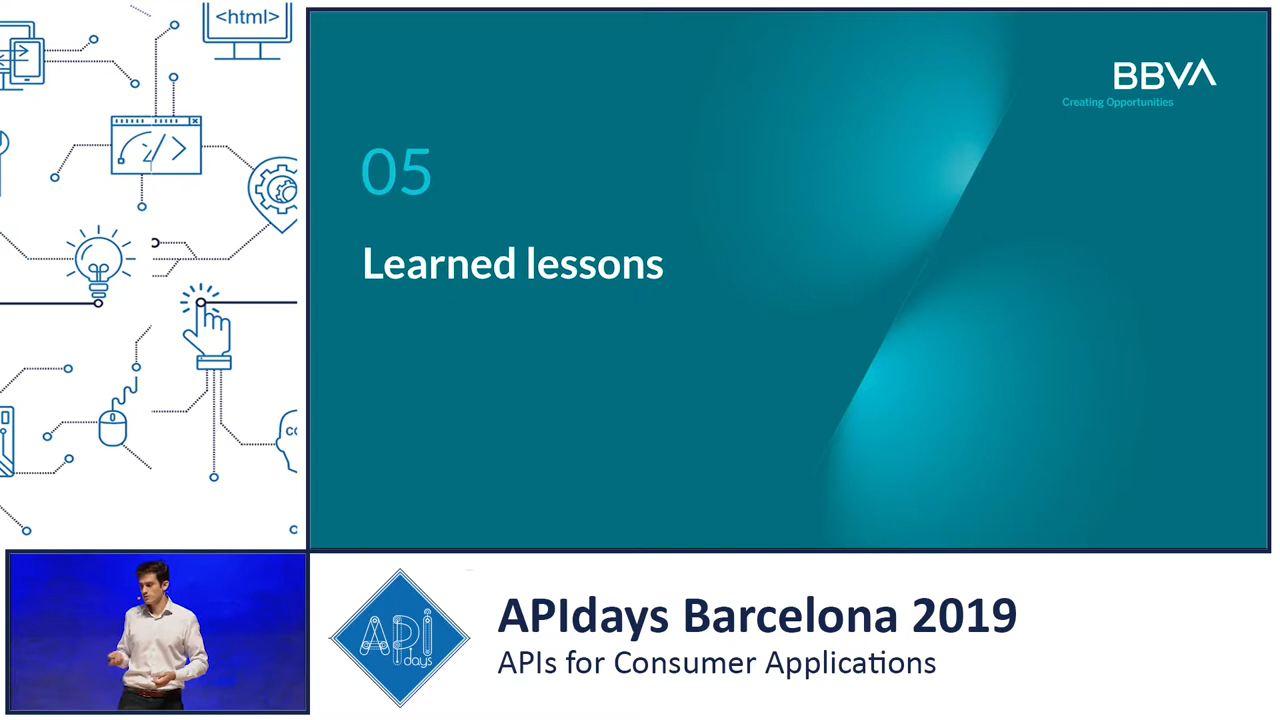 <html>
BBVA
Creating Opportunities
05
Learned lessons
API
days
APIdays Barcelona 2019
APIs for Consumer Applications